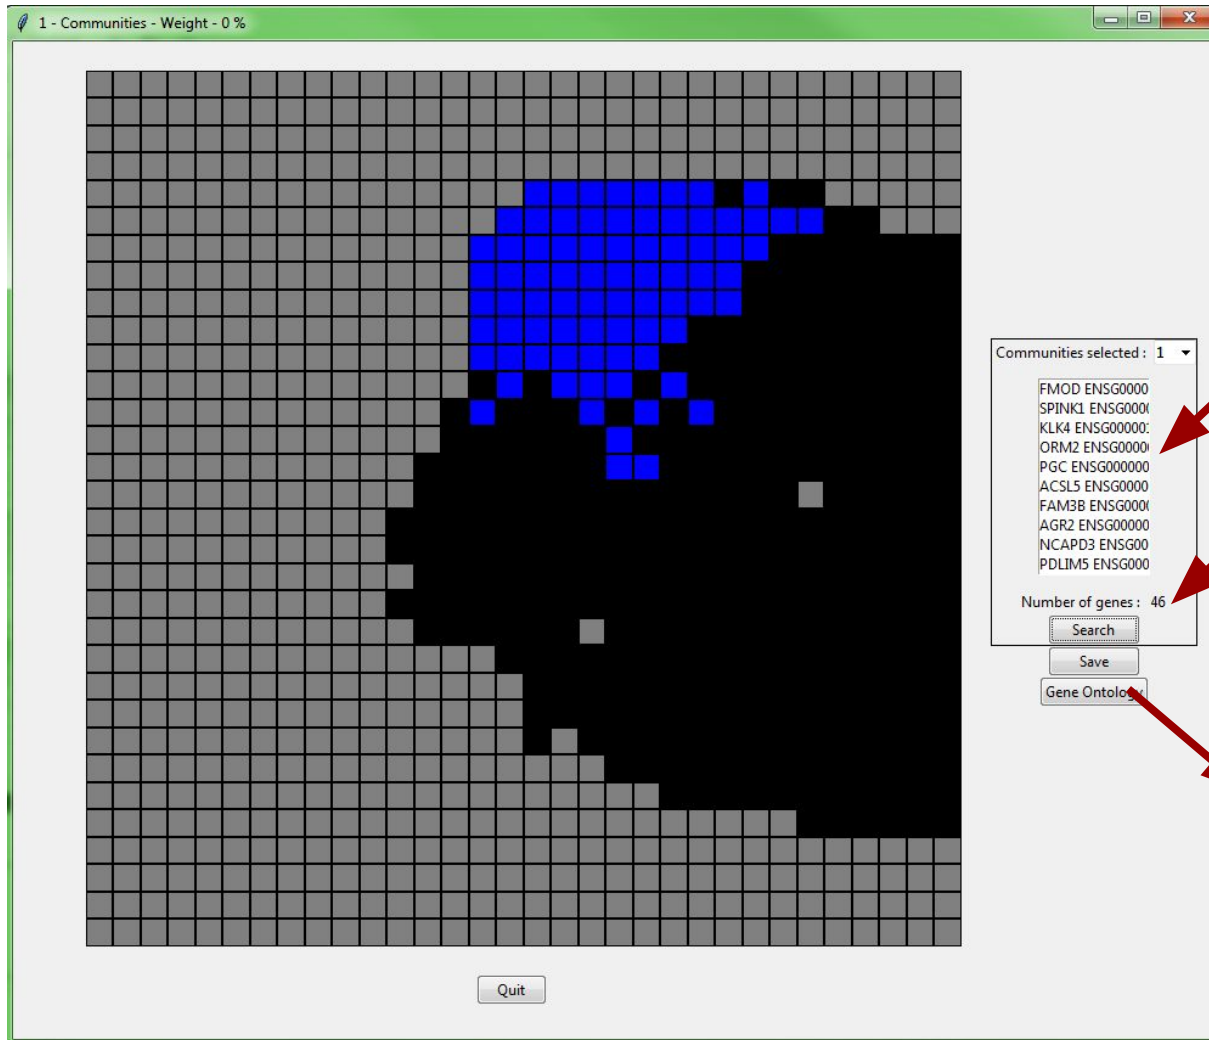 1 - Communities - Weight - 0 %
Communities selected : 1
FMOD ENSG0000
SPINK1 ENSG000
KLK4 ENSG00000
ORM2 ENSG0000
PGC ENSG000000
ACSL5 ENSG0000
FAM3B ENSG000
AGR2 ENSG00000
NCAPD3 ENSG00
PDLIM5 ENSG000
Number of genes : 46
Search
Save
Gene Ontology
Quit